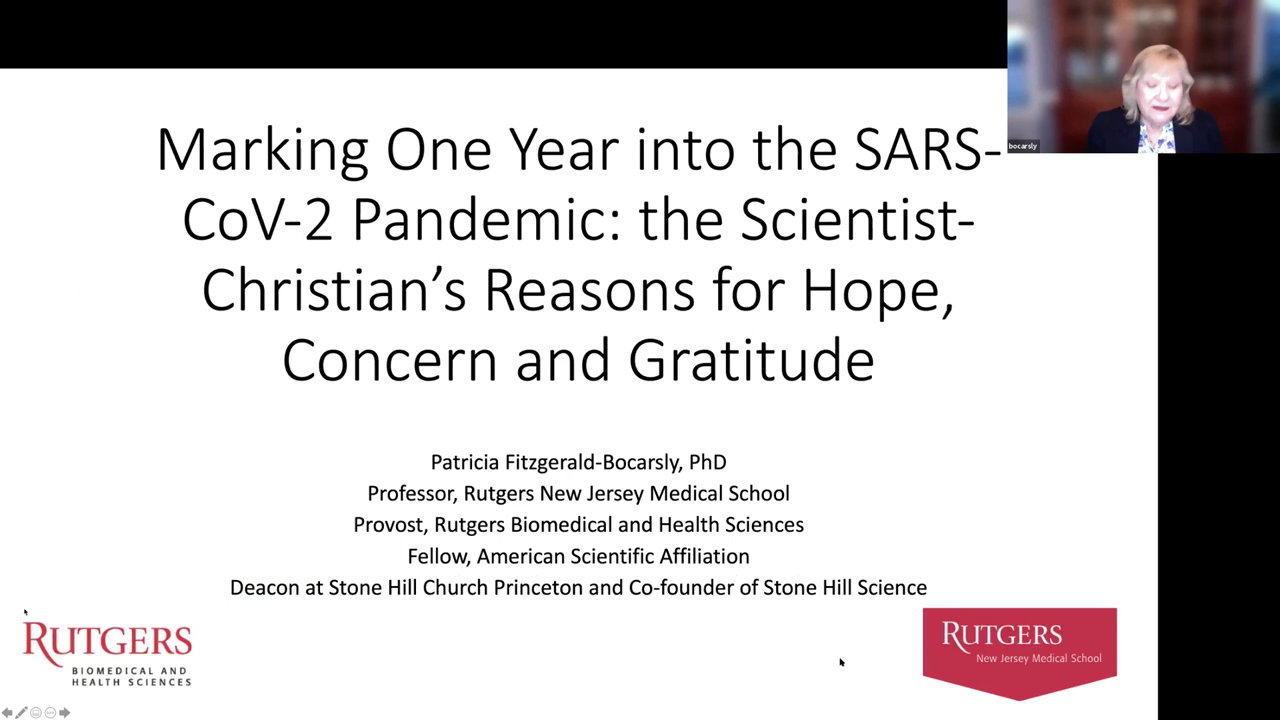 bocarsly
Marking One Year into the SARS-
CoV-2 Pandemic: the Scientist-
Christian’s Reasons for Hope,
Concern and Gratitude
Patricia Fitzgerald-Bocarsly, PhD
Professor, Rutgers New Jersey Medical School
Provost, Rutgers Biomedical and Health Sciences
Fellow, American Scientific Affiliation
Deacon at Stone Hill Church Princeton and Co-founder of Stone Hill Science
RUTGERS
BIOMEDICAL AND
HEALTH SCIENCES
RUTGERS
New Jersey Medical School